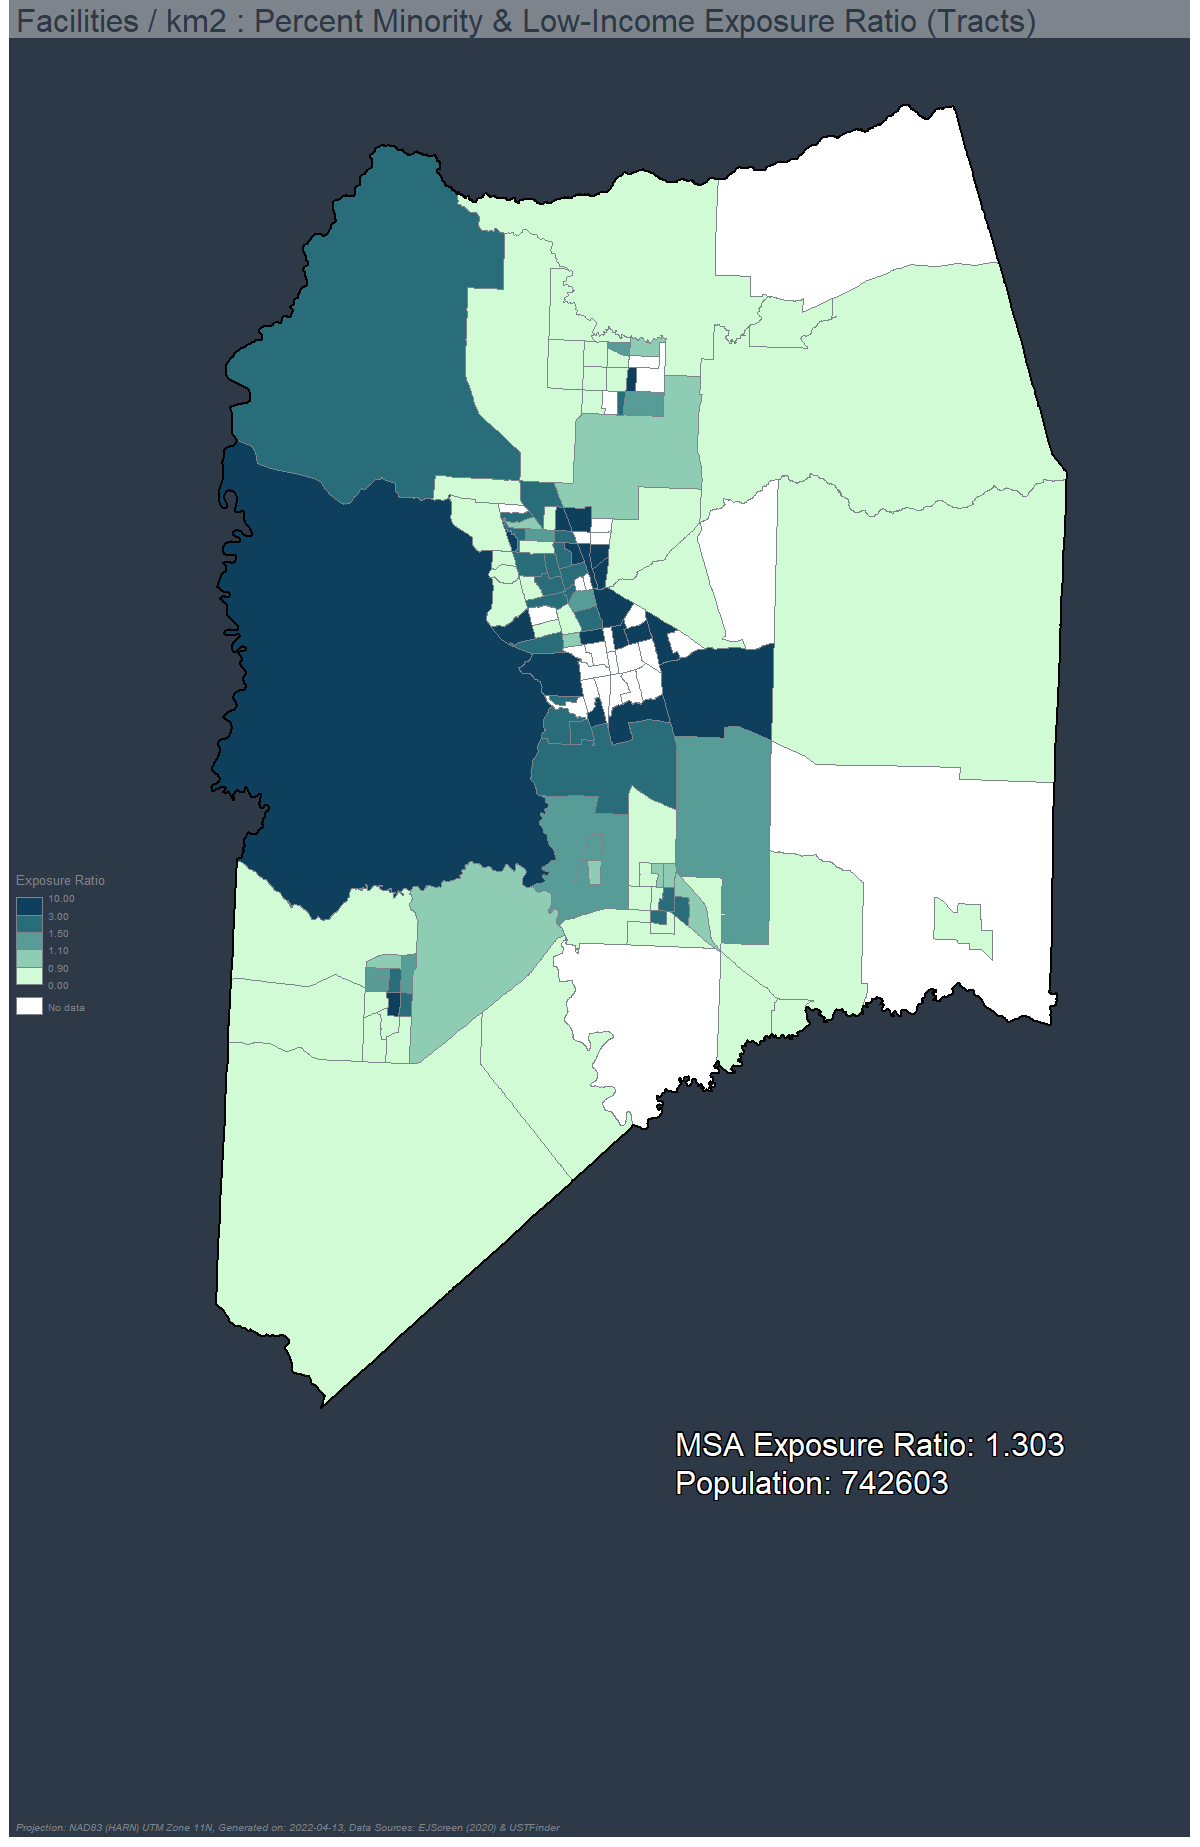 Facilities / km2 : Percent Minority & Low-Income Exposure Ratio (Tracts)
Exposure Ratio
10.00
3.00
1.50
1.10
0.90
0.00
No data
MSA Exposure Ratio: 1.303
Population: 742603
Projection: NAD83 (HARN) UTM Zone 11N, Generated on: 2022-04-13, Data Sources: EJScreen (2020) & USTFinder